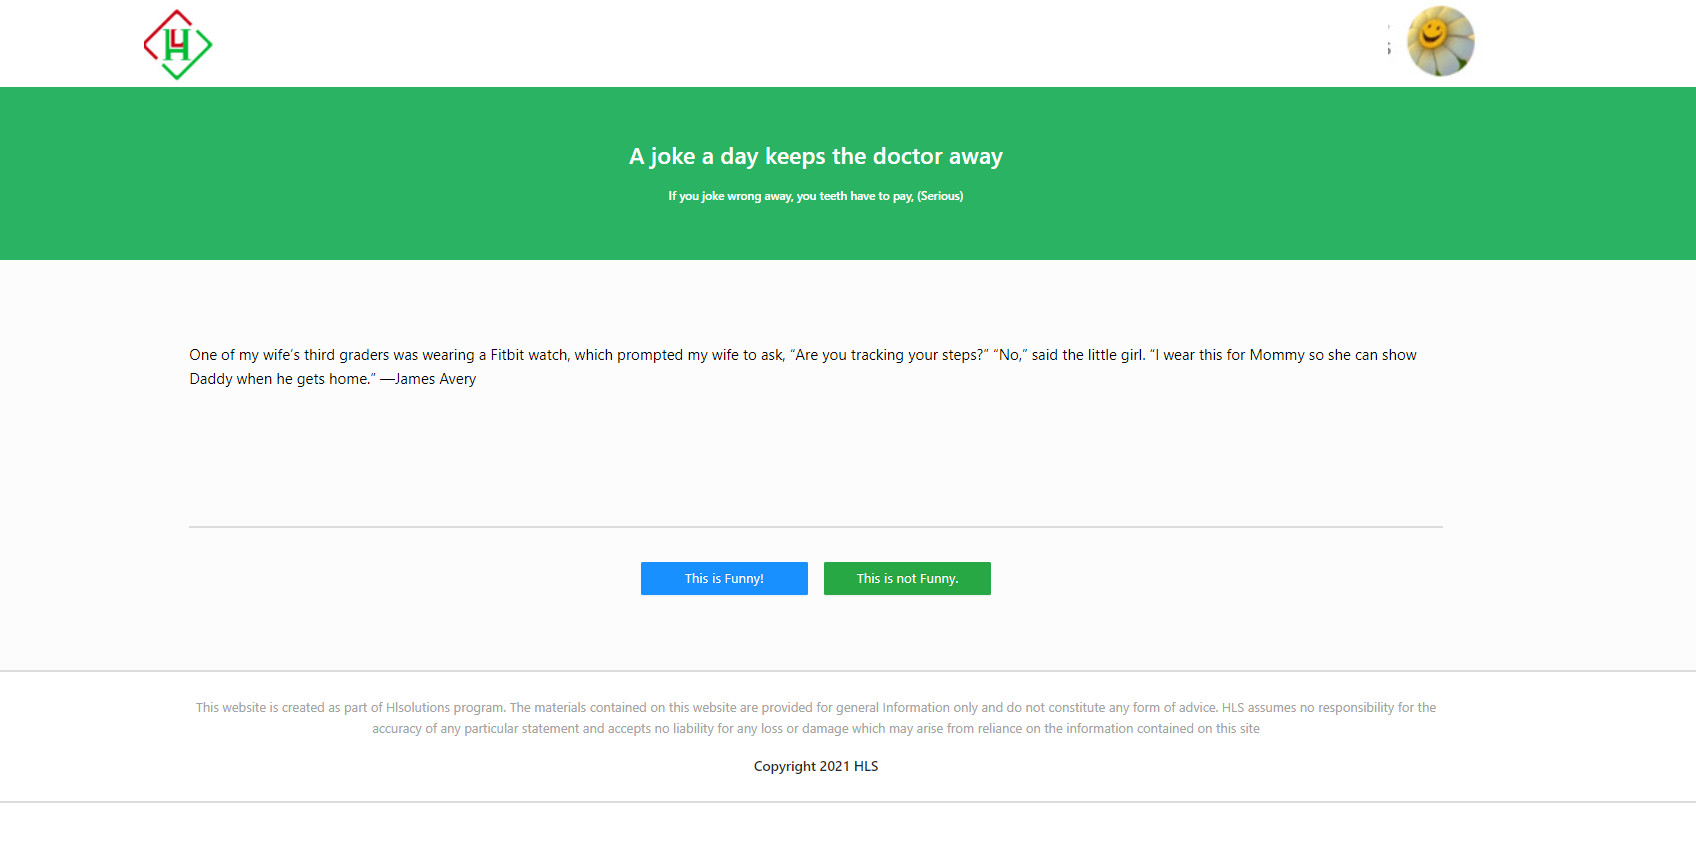 LH
A joke a day keeps the doctor away
If you joke wrong away, you teeth have to pay, (Serious)
One of my wife’s third graders was wearing a Fitbit watch, which prompted my wife to ask, “Are you tracking your steps?” “No,” said the little girl. “I wear this for Mommy so she can show
Daddy when he gets home.” —James Avery
This is Funny!
This is not Funny.
This website is created as part of Hlsolutions program. The materials contained on this website are provided for general Information only and do not constitute any form of advice. HLS assumes no responsibility for the
accuracy of any particular statement and accepts no liability for any loss or damage which may arise from reliance on the information contained on this site
Copyright 2021 HLS